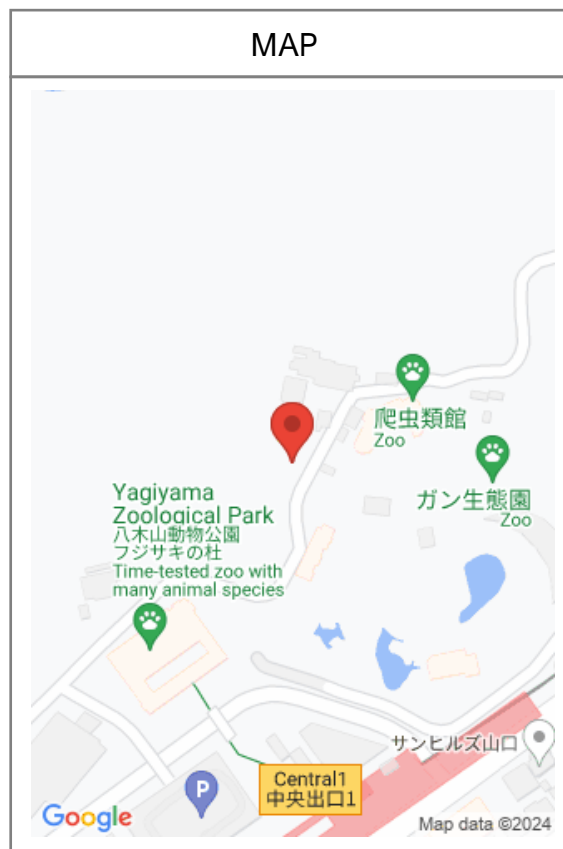 MAP
爬虫類館
Zoo
ガン生態園
Zoo
Yagiyama
Zoological Park
八木山動物公園
フジサキの杜
Time-tested zoo with
many animal species
サンヒルズ山口
Central1
中央出口1
P
Google
Map data ©2024